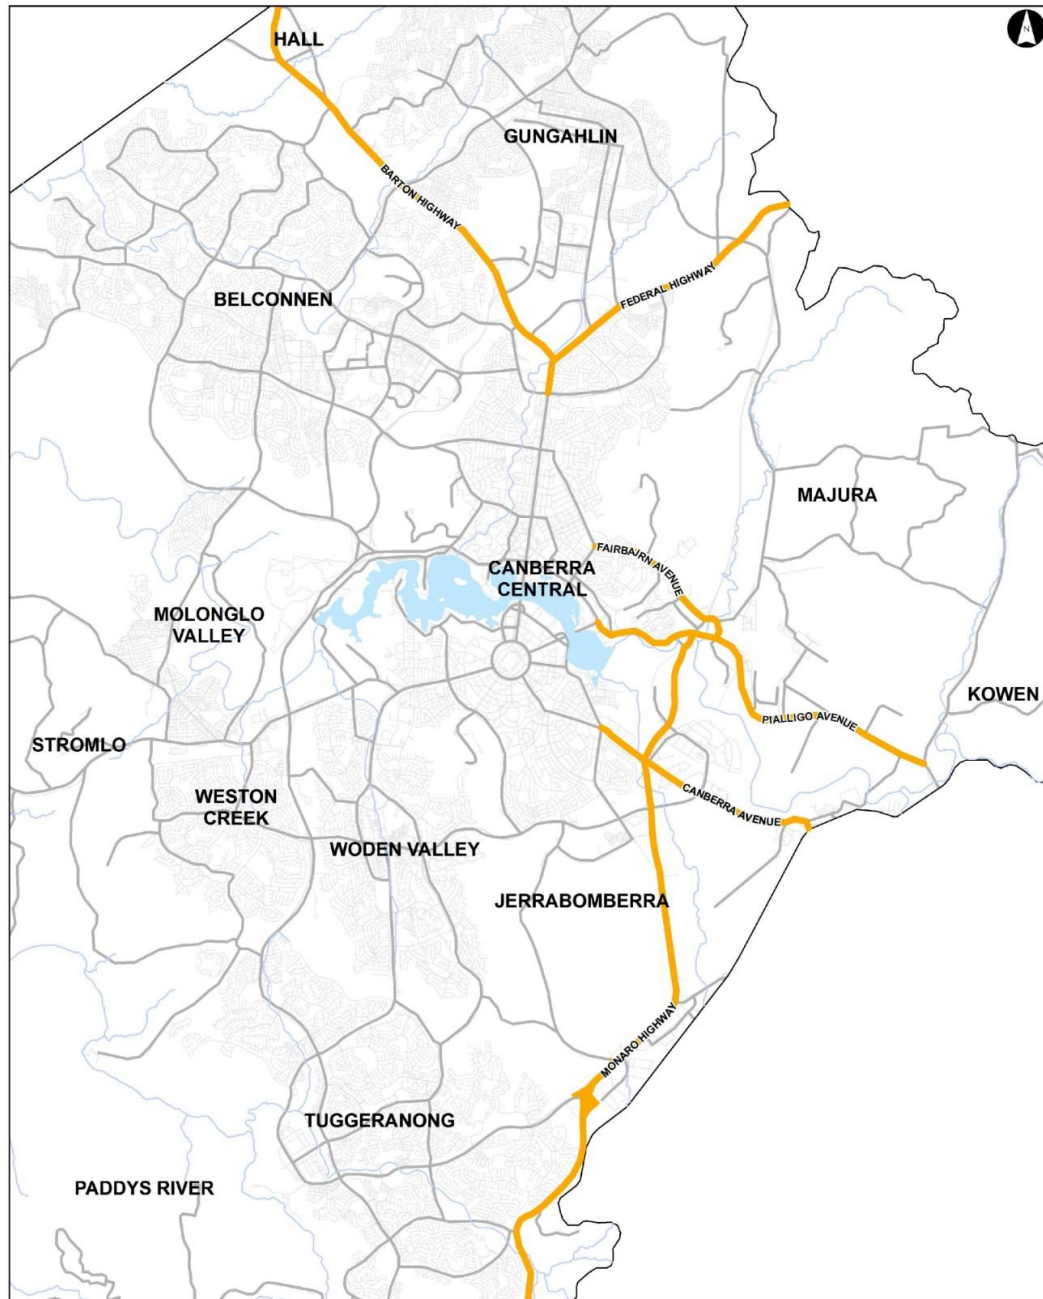 N
HALL
GUNGAHLIN
BARTON HIGHWAY
FEDERAL HIGHWAY
BELCONNEN
MAJURA
FAIRBAIRN AVENUE
CANBERRA
CENTRAL
MOLONGLO
VALLEY
KOWEN
PIALLIGO AVENUE
STROMLO
WESTON
CREEK
CANBERRA AVENUE
WODEN VALLEY
JERRABOMBERRA
MONARO HIGHWAY
TUGGERANONG
PADDYS RIVER